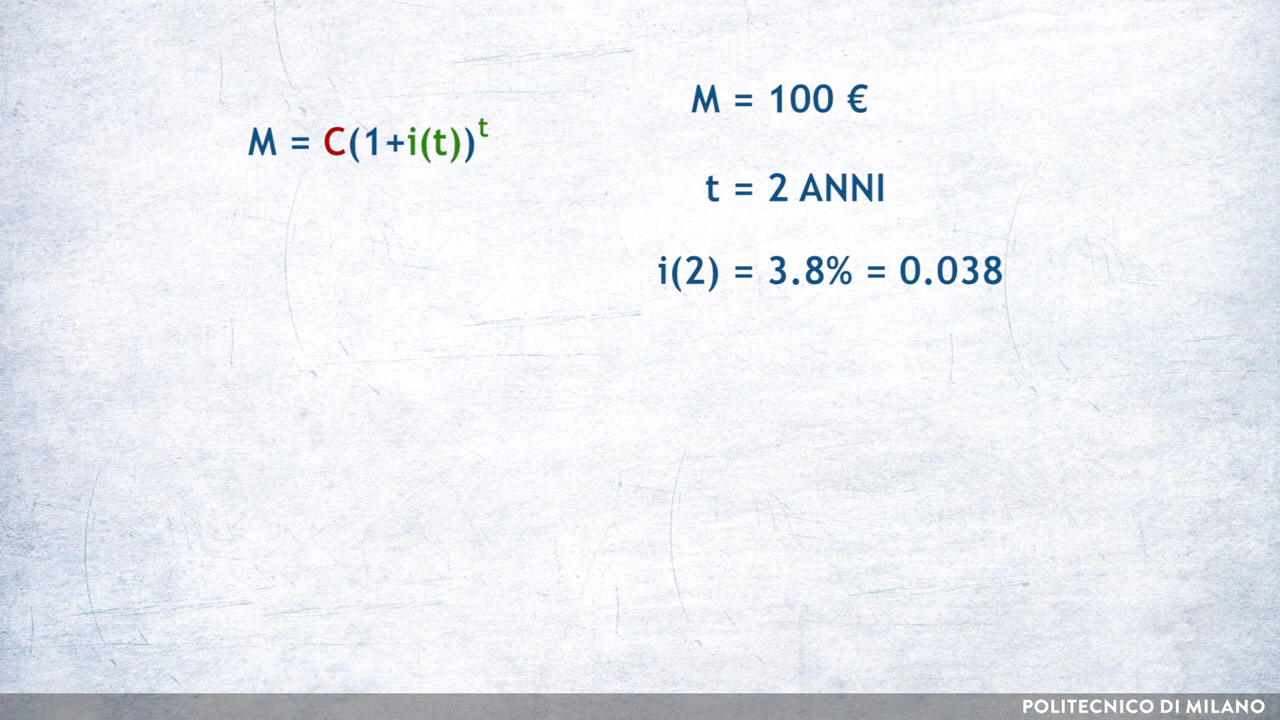 M = C(1+i(t))^t
M = 100 €
t = 2 ANNI
i(2) = 3.8% = 0.038
POLITECNICO DI MILANO